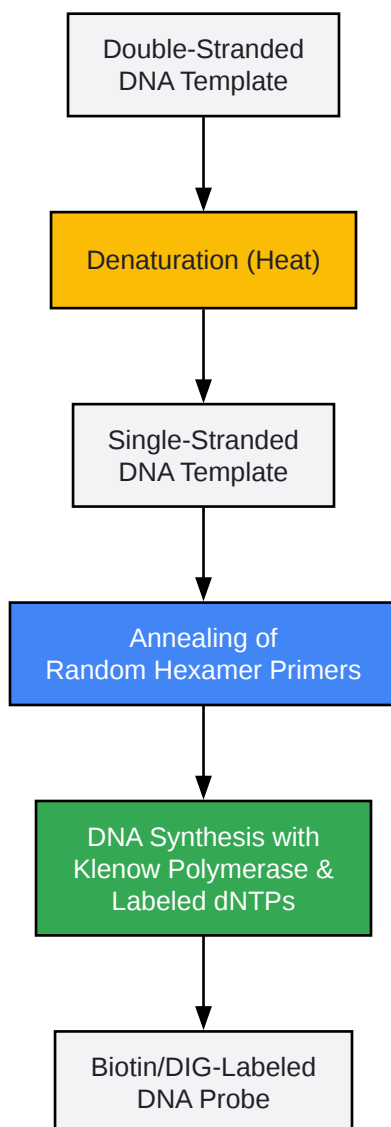 Double-Stranded
DNA Template
Denaturation (Heat)
Single-Stranded
DNA Template
Annealing of
Random Hexamer Primers
DNA Synthesis with
Klenow Polymerase &
Labeled dNTPs
Biotin/DIG-Labeled
DNA Probe